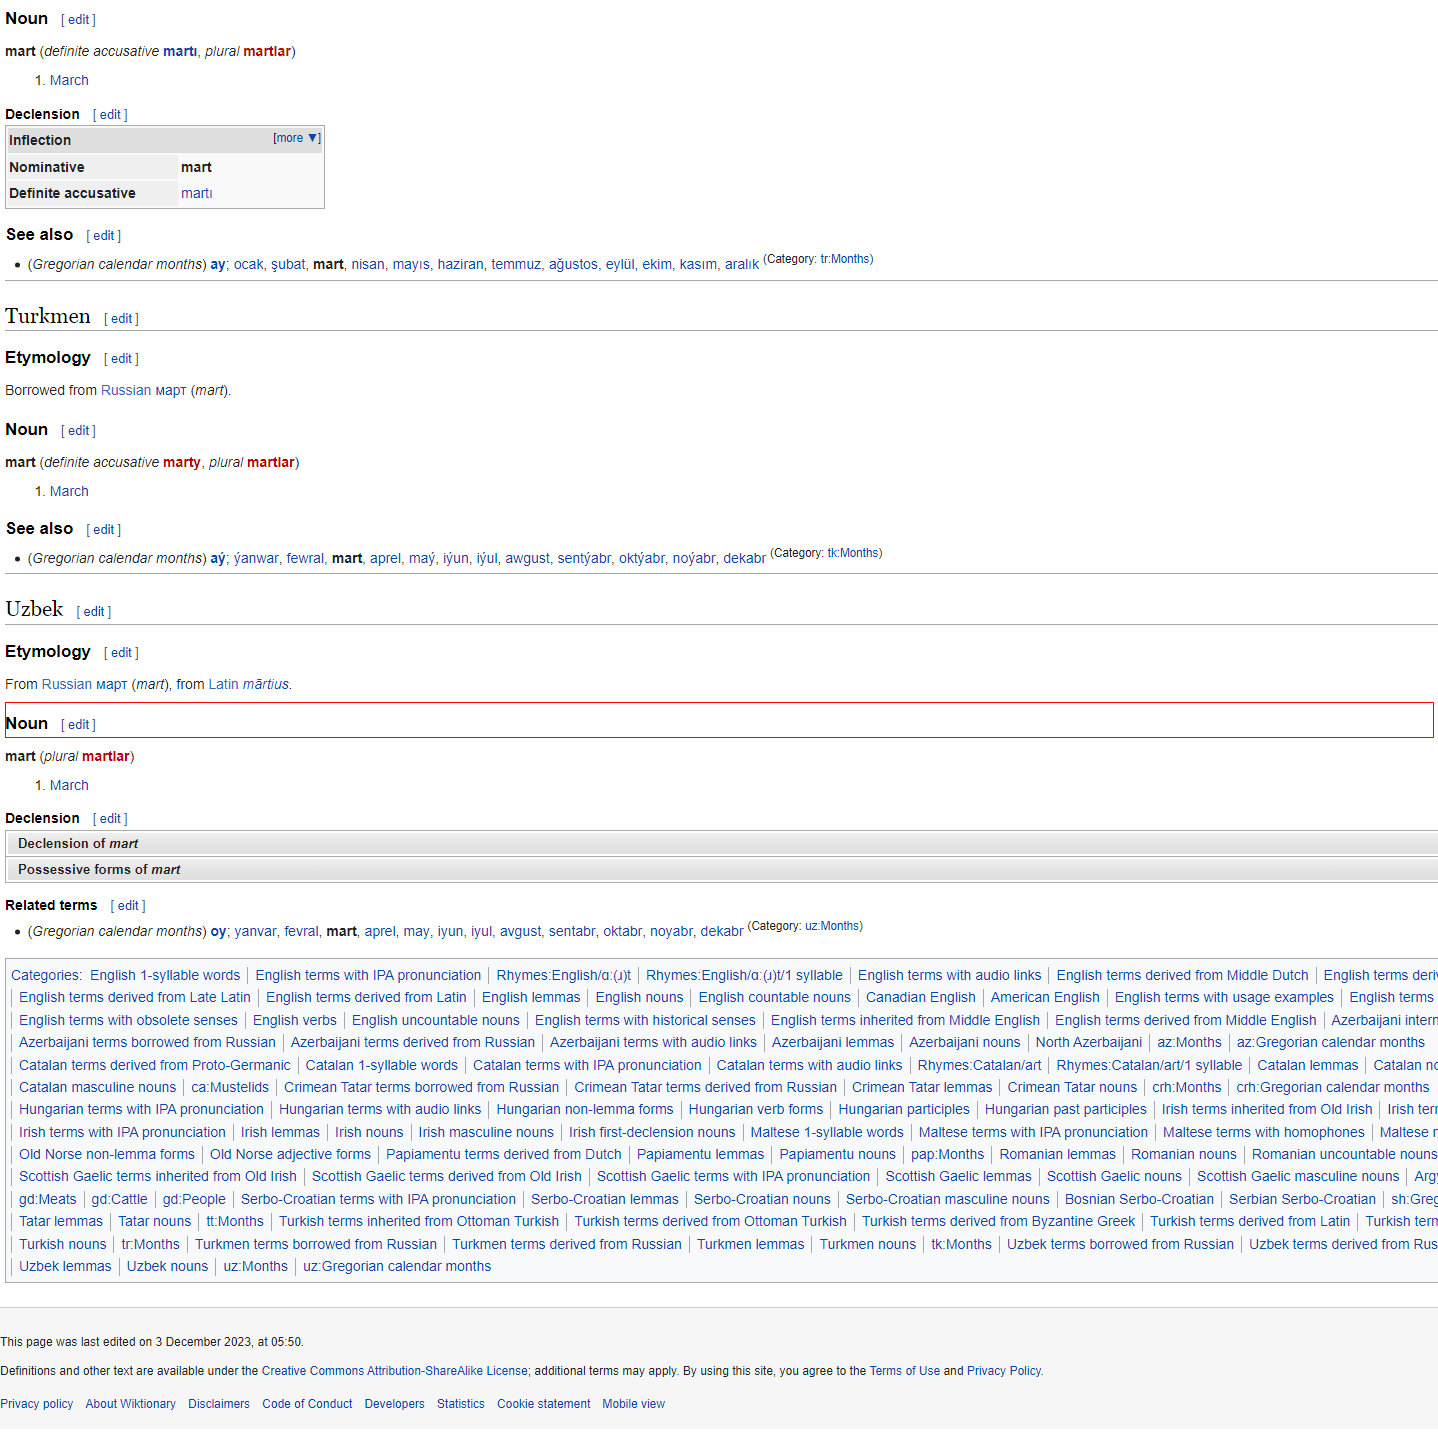 Noun [ edit ]
mart (definite accusative martı, plural martlar)
1. March
Declension [ edit ]
Inflection [more ▼]
Nominative mart
Definite accusative martı
See also [ edit ]
• (Gregorian calendar months) ay; ocak, şubat, mart, nisan, mayıs, haziran, temmuz, ağustos, eylül, ekim, kasım, aralık (Category: tr:Months)
Turkmen [ edit ]
Etymology [ edit ]
Borrowed from Russian март (mart).
Noun [ edit ]
mart (definite accusative marty, plural martlar)
1. March
See also [ edit ]
• (Gregorian calendar months) aý; ýanwar, fewral, mart, aprel, maý, iýun, iýul, awgust, sentýabr, oktýabr, noýabr, dekabr (Category: tk:Months)
Uzbek [ edit ]
Etymology [ edit ]
From Russian март (mart), from Latin mārtius.
Noun [ edit ]
mart (plural martlar)
1. March
Declension [ edit ]
Declension of mart
Possessive forms of mart
Related terms [ edit ]
• (Gregorian calendar months) oy; yanvar, fevral, mart, aprel, may, iyun, iyul, avgust, sentabr, oktabr, noyabr, dekabr (Category: uz:Months)
Categories: English 1-syllable words | English terms with IPA pronunciation | Rhymes:English/ɑː(ɹ)t | Rhymes:English/ɑː(ɹ)t/1 syllable | English terms with audio links | English terms derived from Middle Dutch | English terms
| English terms derived from Late Latin | English terms derived from Latin | English lemmas | English nouns | English countable nouns | Canadian English | American English | English terms with usage examples | English terms
| English terms with obsolete senses | English verbs | English uncountable nouns | English terms with historical senses | English terms inherited from Middle English | English terms derived from Middle English | Azerbaijani
| Azerbaijani terms borrowed from Russian | Azerbaijani terms derived from Russian | Azerbaijani terms with audio links | Azerbaijani lemmas | Azerbaijani nouns | North Azerbaijani | az:Months | az:Gregorian calendar months
| Catalan terms derived from Proto-Germanic | Catalan 1-syllable words | Catalan terms with IPA pronunciation | Catalan terms with audio links | Rhymes:Catalan/art | Rhymes:Catalan/art/1 syllable | Catalan lemmas | Catalan
| Catalan masculine nouns | ca:Mustelids | Crimean Tatar terms borrowed from Russian | Crimean Tatar terms derived from Russian | Crimean Tatar lemmas | Crimean Tatar nouns | crh:Months | crh:Gregorian calendar months
| Hungarian terms with IPA pronunciation | Hungarian terms with audio links | Hungarian non-lemma forms | Hungarian verb forms | Hungarian participles | Hungarian past participles | Irish terms inherited from Old Irish | Irish
| Irish terms with IPA pronunciation | Irish lemmas | Irish nouns | Irish masculine nouns | Irish first-declension nouns | Maltese 1-syllable words | Maltese terms with IPA pronunciation | Maltese terms with homophones | Maltese
| Old Norse non-lemma forms | Old Norse adjective forms | Papiamentu terms derived from Dutch | Papiamentu lemmas | Papiamentu nouns | pap:Months | Romanian lemmas | Romanian nouns | Romanian uncountable nouns
| Scottish Gaelic terms inherited from Old Irish | Scottish Gaelic terms derived from Old Irish | Scottish Gaelic terms with IPA pronunciation | Scottish Gaelic lemmas | Scottish Gaelic nouns | Scottish Gaelic masculine nouns |
| gd:Meats | gd:Cattle | gd:People | Serbo-Croatian terms with IPA pronunciation | Serbo-Croatian lemmas | Serbo-Croatian nouns | Serbo-Croatian masculine nouns | Bosnian Serbo-Croatian | Serbian Serbo-Croatian |
| Tatar lemmas | Tatar nouns | tt:Months | Turkish terms inherited from Ottoman Turkish | Turkish terms derived from Ottoman Turkish | Turkish terms derived from Byzantine Greek | Turkish terms derived from Latin | Turkish
| Turkish nouns | tr:Months | Turkmen terms borrowed from Russian | Turkmen terms derived from Russian | Turkmen lemmas | Turkmen nouns | tk:Months | Uzbek terms borrowed from Russian | Uzbek terms derived from
| Uzbek lemmas | Uzbek nouns | uz:Months | uz:Gregorian calendar months
This page was last edited on 3 December 2023, at 05:50.
Definitions and other text are available under the Creative Commons Attribution-ShareAlike License; additional terms may apply. By using this site, you agree to the Terms of Use and Privacy Policy.
Privacy policy About Wiktionary Disclaimers Code of Conduct Developers Statistics Cookie statement Mobile view